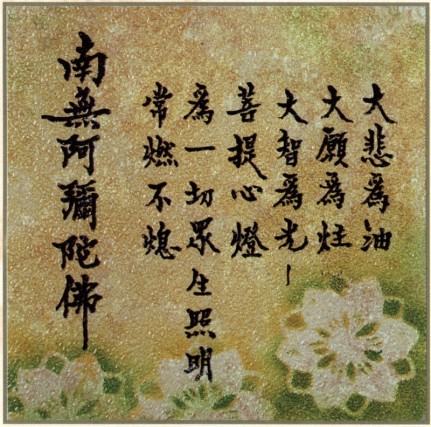 大悲為油
大願為炷
大智為光
菩提心燈
為一切眾生照明
常燃不熄
南無阿彌陀佛